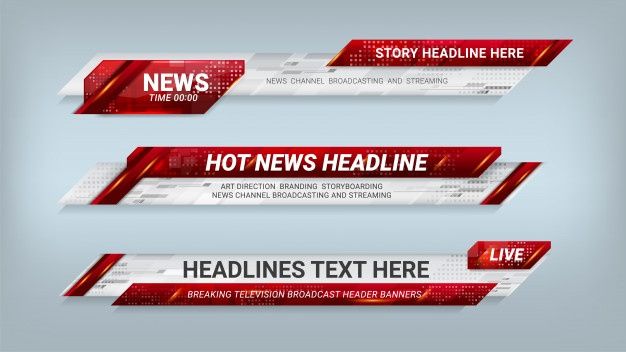 STORY HEADLINE HERE
NEWS
TIME 00:00
NEWS CHANNEL BROADCASTING AND STREAMING
HOT NEWS HEADLINE
ART DIRECTION BRANDING STORYBOARDING
NEWS CHANNEL BROADCASTING AND STREAMING
LIVE
HEADLINES TEXT HERE
BREAKING TELEVISION BROADCAST HEADER BANNERS